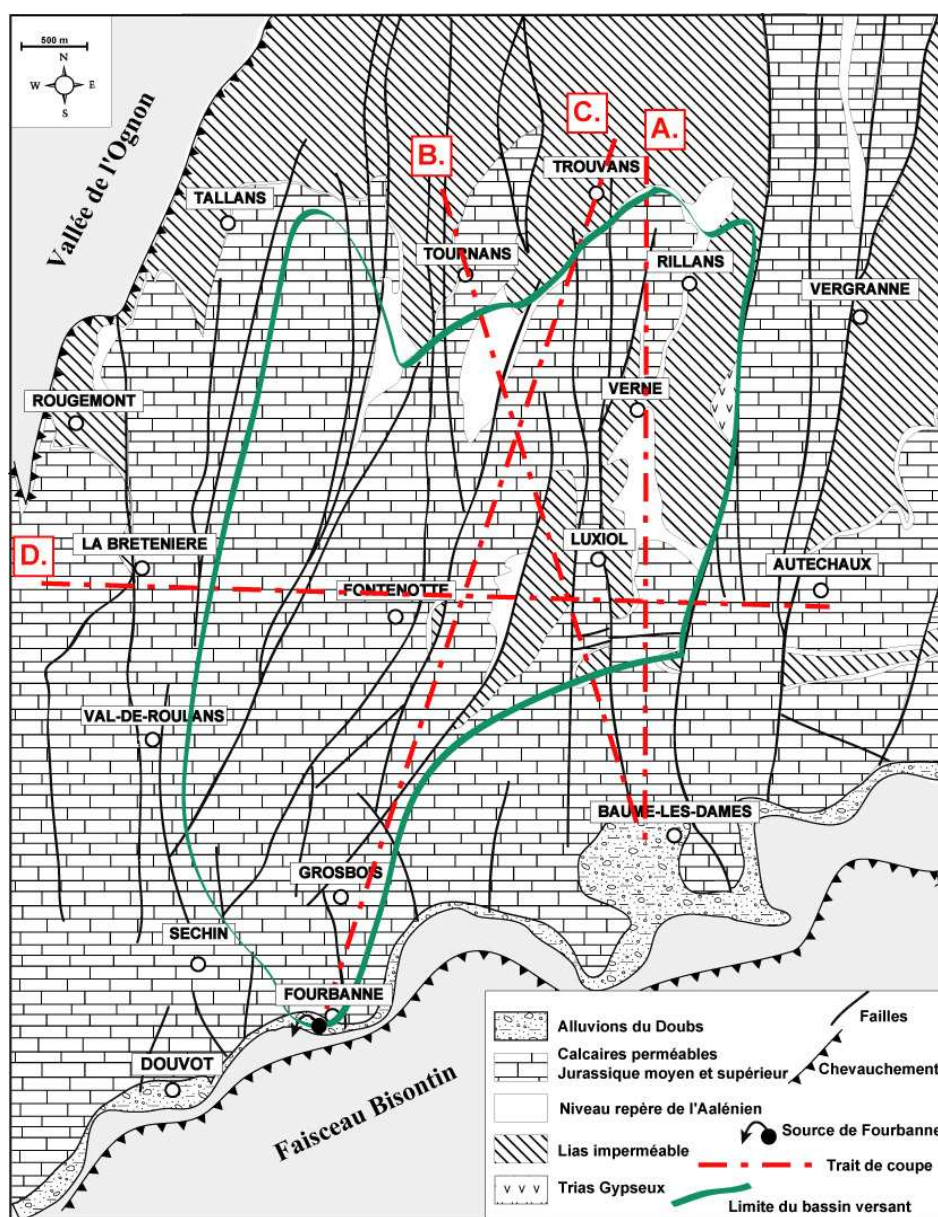 500 m
N
W
E
S
Vallée de l'Ognon
B.
C.
A.
TROUVANS
TALLANS
TOURNANS
RILLANS
VERGRANNE
ROUGEMONT
VERNE
D.
LA BRETENIERE
LUXIOL
AUTECHAUX
FONTENOTTE
VAL-DE-ROULANS
BAUME-LES-DAMES
GROSBOIS
SECHIN
FOURBANNE
DOUVOT
Faisceau Bisontin
Alluvions du Doubs
Calcaires perméables
Jurassique moyen et supérieur
Niveau repère de l'Aalénien
Lias imperméable
Trias Gypseux
Failles
Chevauchement
Source de Fourbanne
Trait de coupe
Limite du bassin versant